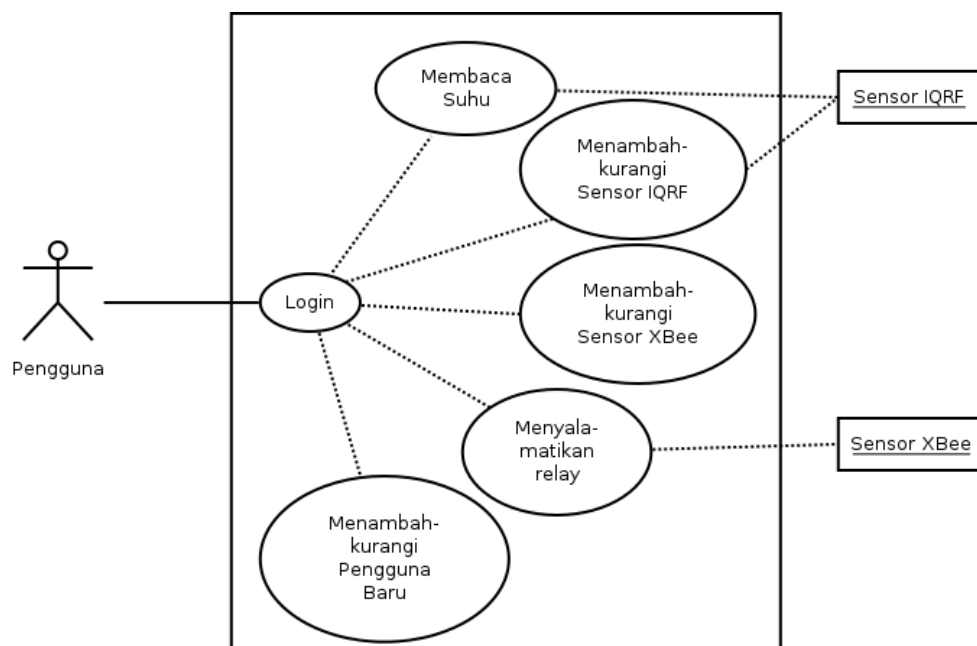 Membaca
Suhu
Sensor IQRF
Menambah-
kurangi
Sensor IQRF
Login
Menambah-
kurangi
Sensor XBee
Pengguna
Menyala-
matikan
relay
Sensor XBee
Menambah-
kurangi
Pengguna
Baru